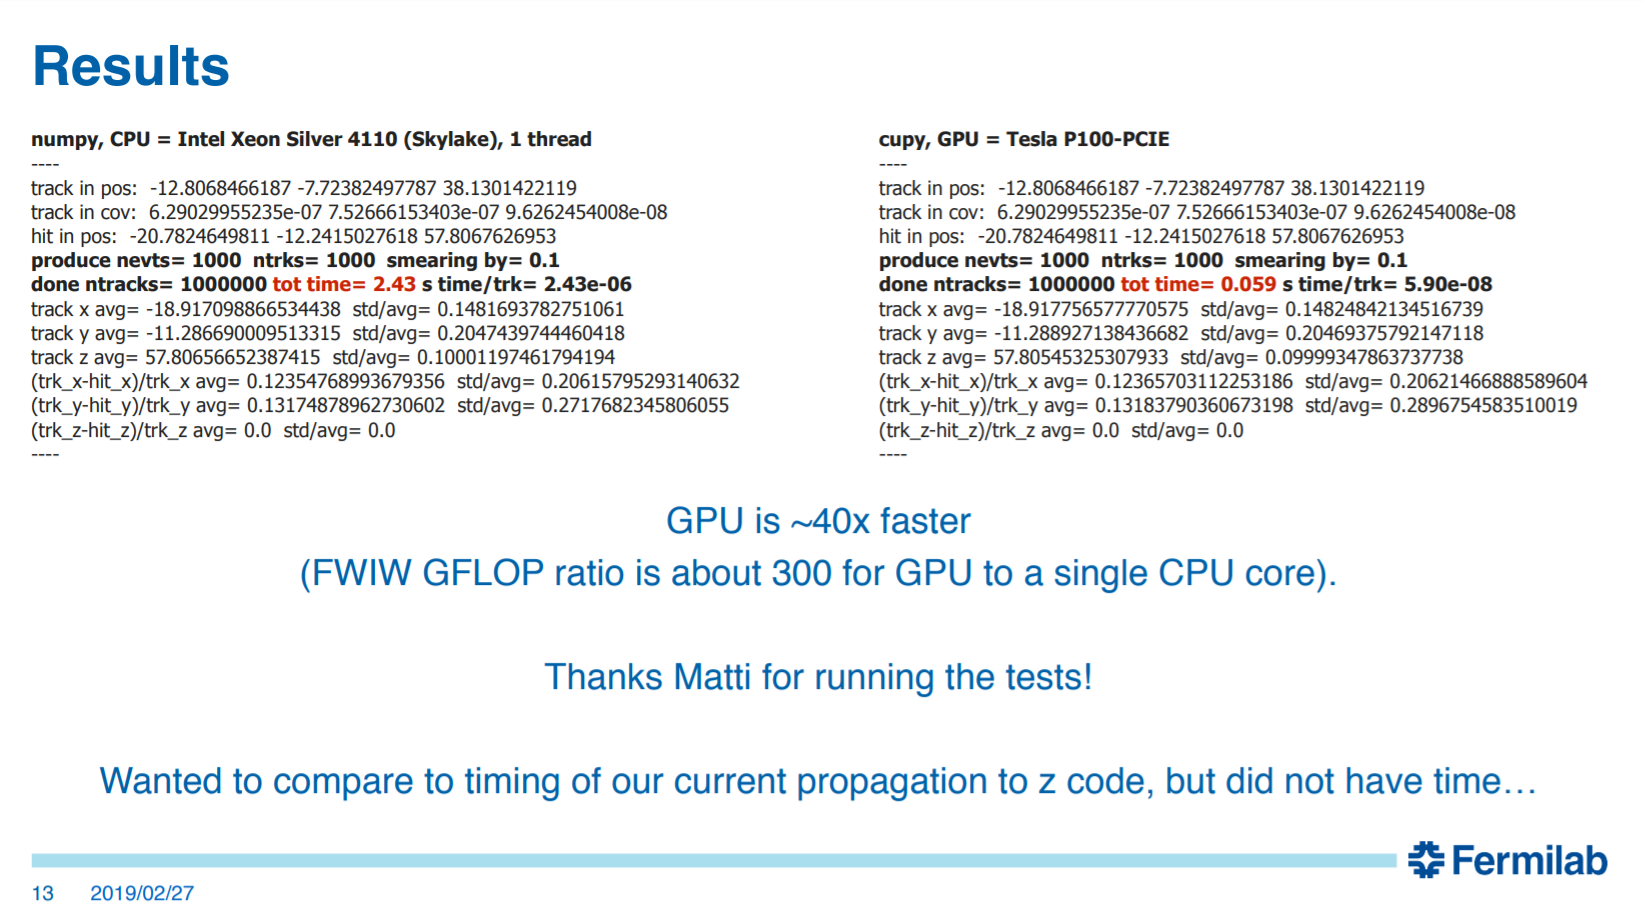 Results
numpy, CPU = Intel Xeon Silver 4110 (Skylake), 1 thread
----
track in pos:  -12.8068466187 -7.72382497787 38.1301422119
track in cov:  6.29029955235e-07 7.52666153403e-07 9.6262454008e-08
hit in pos:  -20.7824649811 -12.2415027618 57.8067626953
produce nevts= 1000  ntrks= 1000  smearing by= 0.1
done ntracks= 1000000 tot time= 2.43 s time/trk= 2.43e-06
track x avg= -18.917098866534438  std/avg= 0.1481693782751061
track y avg= -11.286690009513315  std/avg= 0.2047439744460418
track z avg= 57.80656652387415  std/avg= 0.10001197461794194
(trk_x-hit_x)/trk_x avg= 0.12354768993679356  std/avg= 0.20615795293140632
(trk_y-hit_y)/trk_y avg= 0.13174878962730602  std/avg= 0.2717682345806055
(trk_z-hit_z)/trk_z avg= 0.0  std/avg= 0.0
----
cupy, GPU = Tesla P100-PCIE
----
track in pos:  -12.8068466187 -7.72382497787 38.1301422119
track in cov:  6.29029955235e-07 7.52666153403e-07 9.6262454008e-08
hit in pos:  -20.7824649811 -12.2415027618 57.8067626953
produce nevts= 1000  ntrks= 1000  smearing by= 0.1
done ntracks= 1000000 tot time= 0.059 s time/trk= 5.90e-08
track x avg= -18.917756577770575  std/avg= 0.14824842134516739
track y avg= -11.288927138436682  std/avg= 0.20469375792147118
track z avg= 57.80545325307933  std/avg= 0.09999347863737738
(trk_x-hit_x)/trk_x avg= 0.12365703112253186  std/avg= 0.20621466888589604
(trk_y-hit_y)/trk_y avg= 0.13183790360673198  std/avg= 0.2896754583510019
(trk_z-hit_z)/trk_z avg= 0.0  std/avg= 0.0
----
GPU is ~40x faster
(FWIW GFLOP ratio is about 300 for GPU to a single CPU core).
Thanks Matti for running the tests!
Wanted to compare to timing of our current propagation to z code, but did not have time…
Fermilab
13 2019/02/27